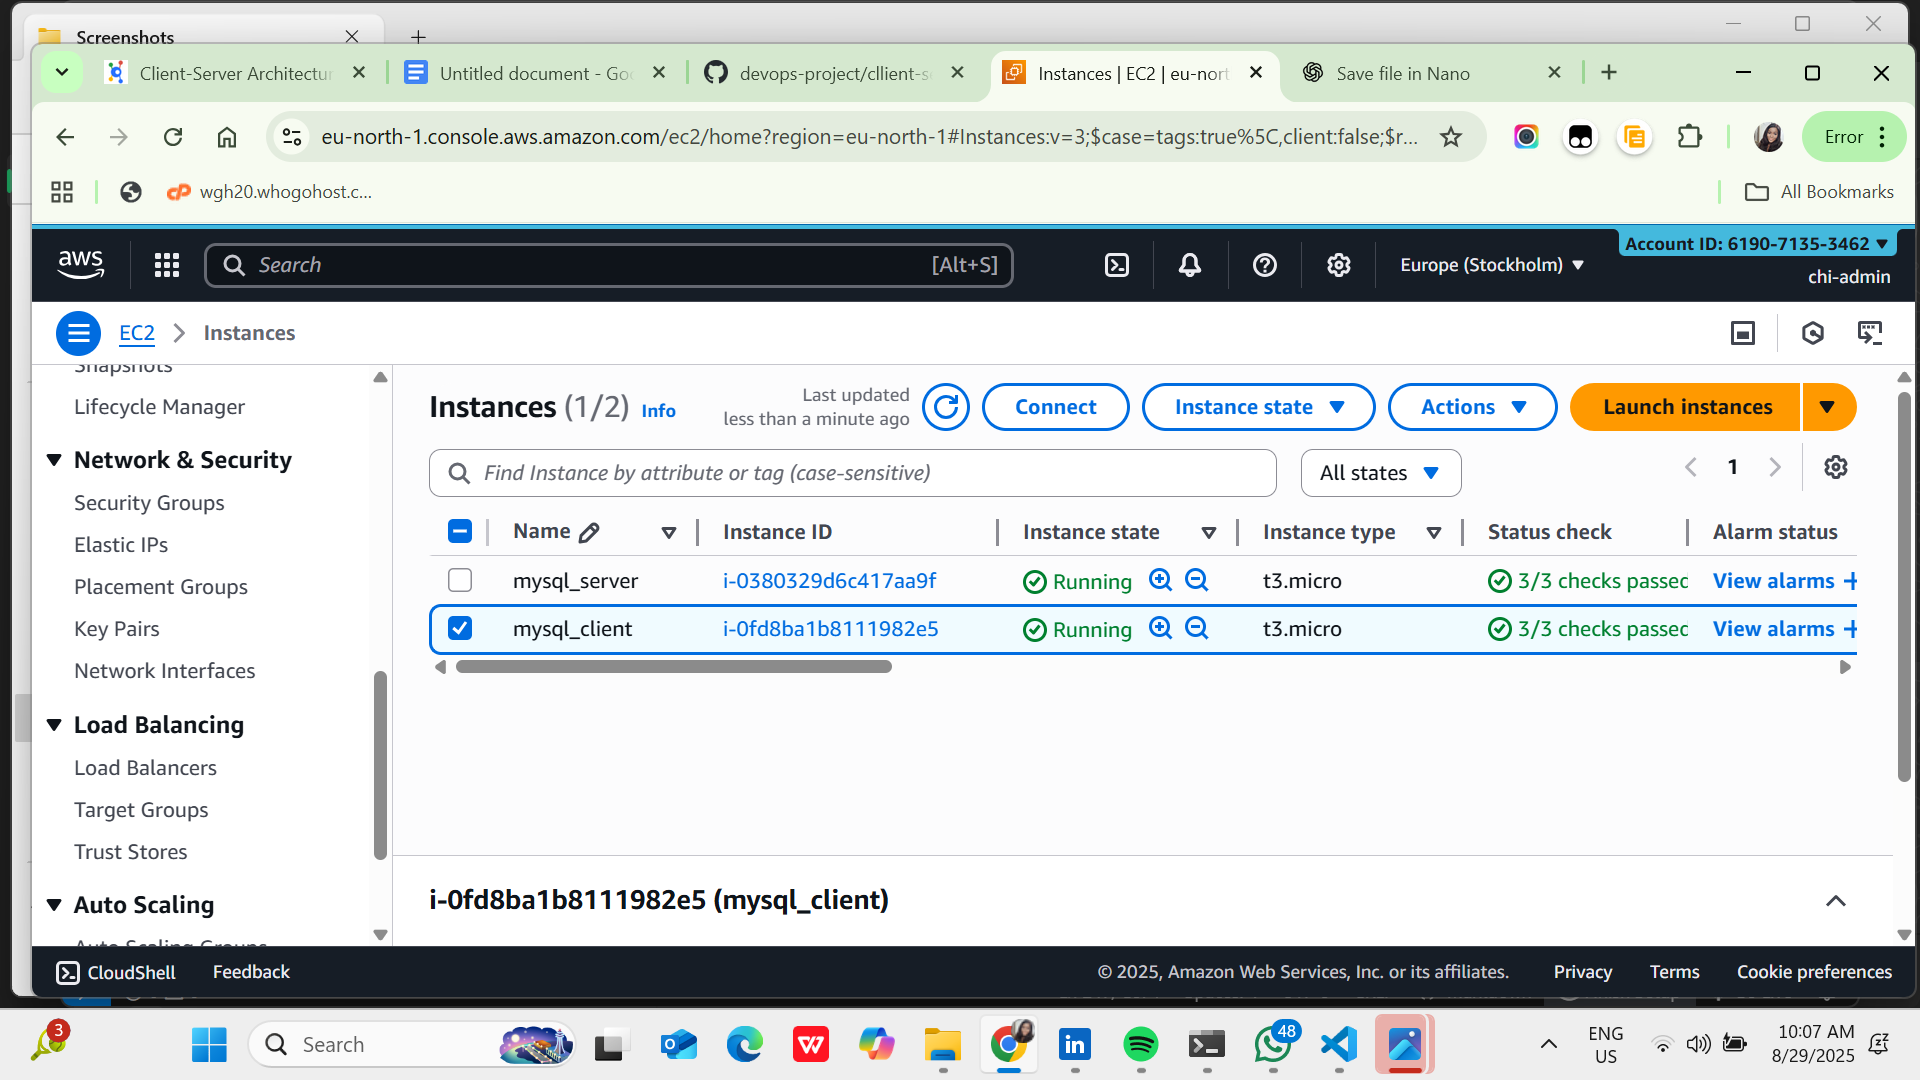 Screenshots
Client-Server Architectur
Untitled document - Goo
devops-project/cllient-se
Instances | EC2 | eu-nort
Save file in Nano
eu-north-1.console.aws.amazon.com/ec2/home?region=eu-north-1#Instances:v=3;$case=tags:true%5C,client:false;$r...
Error
wgh20.whogohost.c...
All Bookmarks
aws
Search
[Alt+S]
Europe (Stockholm)
Account ID: 6190-7135-3462
chi-admin
EC2
Instances
Snapshots
Lifecycle Manager
Network & Security
Security Groups
Elastic IPs
Placement Groups
Key Pairs
Network Interfaces
Load Balancing
Load Balancers
Target Groups
Trust Stores
Auto Scaling
Auto Scaling Groups
Instances (1/2) Info
Last updated
less than a minute ago
Connect
Instance state
Actions
Launch instances
Find Instance by attribute or tag (case-sensitive)
All states
1
Name Instance ID Instance state Instance type Status check Alarm status
mysql_server i-0380329d6c417aa9f Running t3.micro 3/3 checks passed View alarms +
mysql_client i-0fd8ba1b8111982e5 Running t3.micro 3/3 checks passed View alarms +
i-0fd8ba1b8111982e5 (mysql_client)
CloudShell
Feedback
© 2025, Amazon Web Services, Inc. or its affiliates.
Privacy
Terms
Cookie preferences
3
Search
48
ENG
US
10:07 AM
8/29/2025